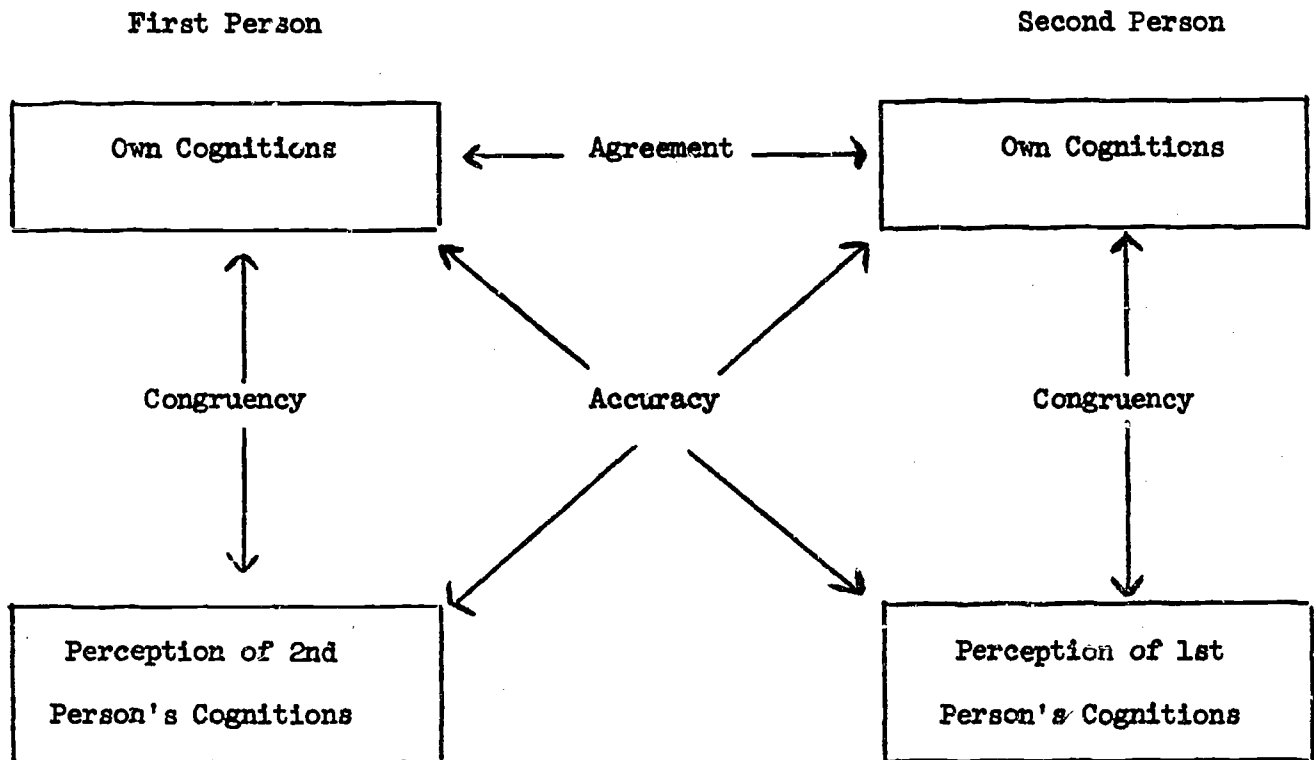 First Person
Second Person
Own Cognitions
Agreement
Own Cognitions
Congruency
Accuracy
Congruency
Perception of 2nd
Person's Cognitions
Perception of 1st
Person's Cognitions